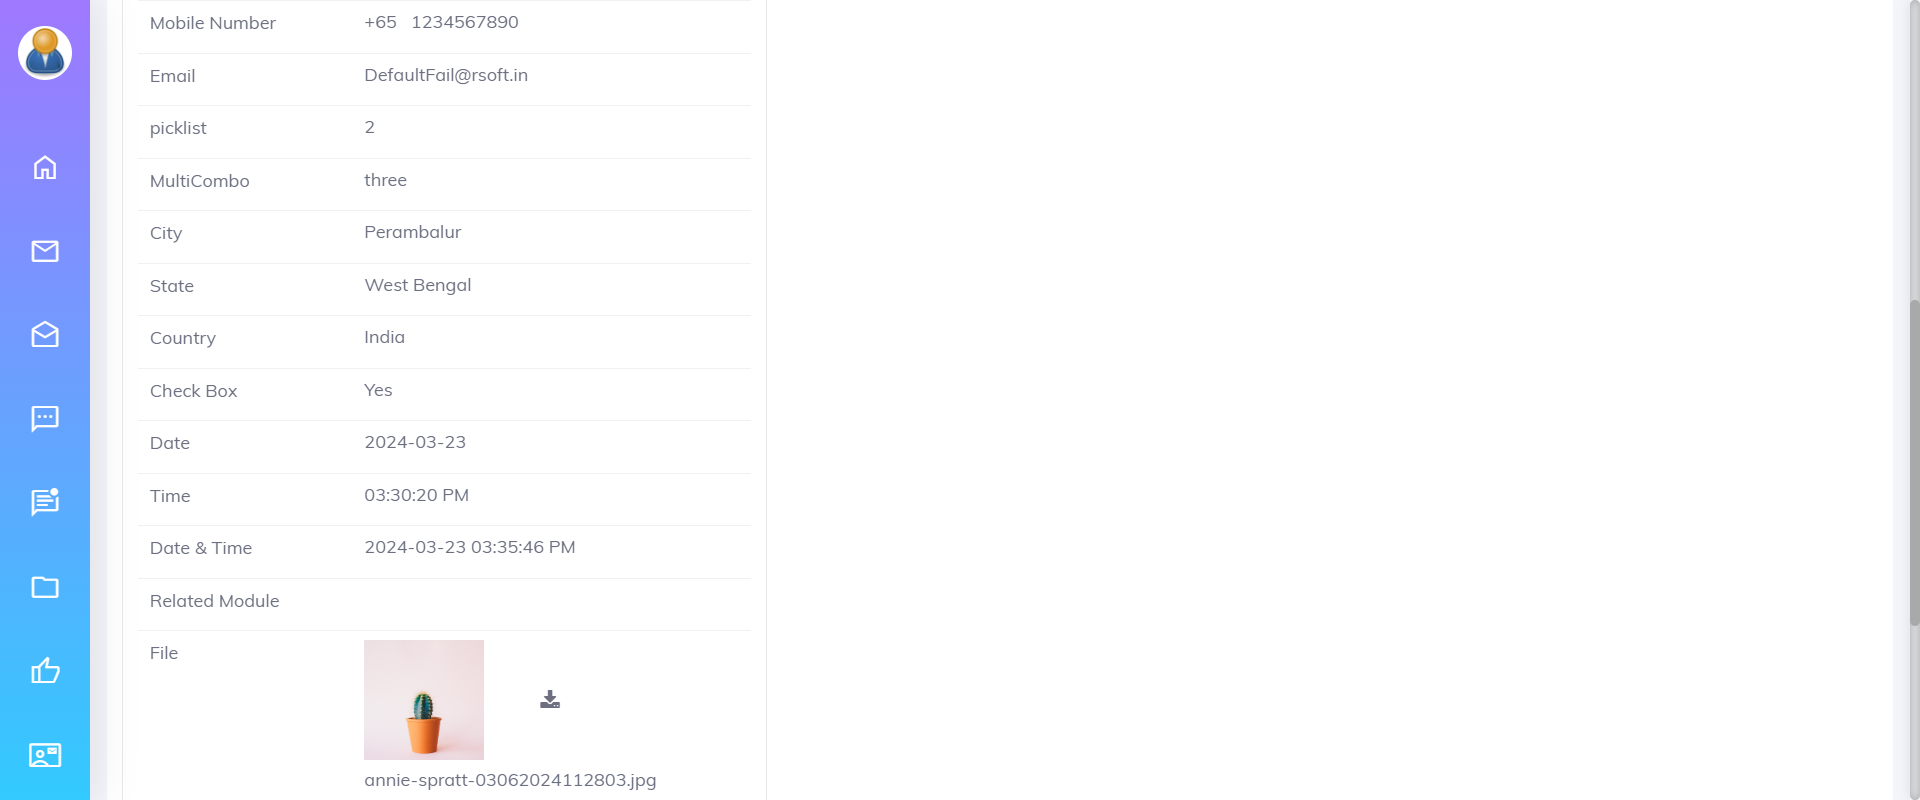 Mobile Number +65 1234567890
Email DefaultFail@rsoft.in
picklist 2
MultiCombo three
City Perambalur
State West Bengal
Country India
Check Box Yes
Date 2024-03-23
Time 03:30:20 PM
Date & Time 2024-03-23 03:35:46 PM
Related Module
File
annie-spratt-03062024112803.jpg